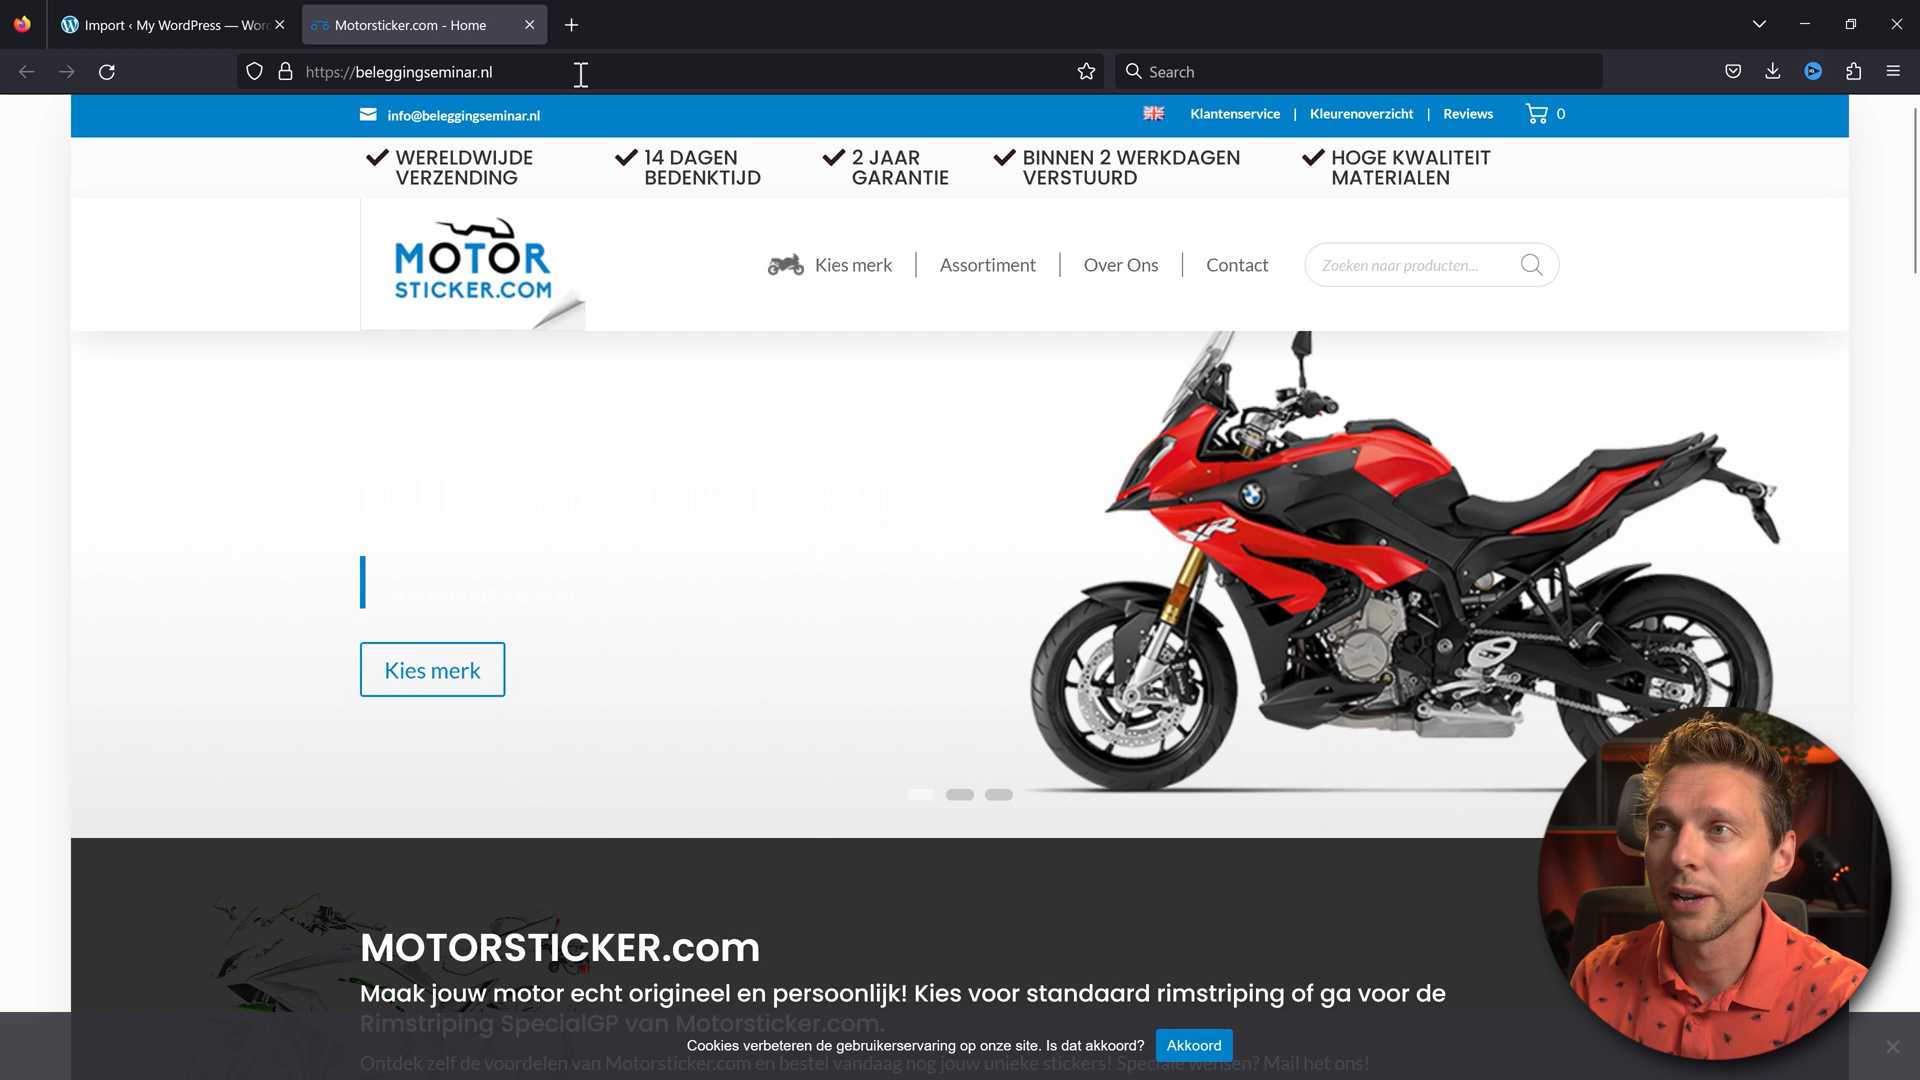 Import ‹ My WordPress — Wor
Motorsticker.com - Home
https://beleggingseminar.nl
Search
info@beleggingseminar.nl
Klantenservice | Kleurenoverzicht | Reviews
0
WERELDWIJDE
VERZENDING
14 DAGEN
BEDENKTIJD
2 JAAR
GARANTIE
BINNEN 2 WERKDAGEN
VERSTUURD
HOGE KWALITEIT
MATERIALEN
MOTOR
STICKER.COM
Kies merk
Assortiment
Over Ons
Contact
Zoeken naar producten...
UNIEKE MOTORSTICKERS
Kies merk
MOTORSTICKER.com
Maak jouw motor echt origineel en persoonlijk! Kies voor standaard rimstriping of ga voor de
Rimstriping SpecialGP van Motorsticker.com.
Cookies verbeteren de gebruikerservaring op onze site. Is dat akkoord?
Akkoord
Ontdek zelf de voordelen van Motorsticker.com en bestel vandaag nog jouw unieke stickers! Speciale wensen? Mail het ons!